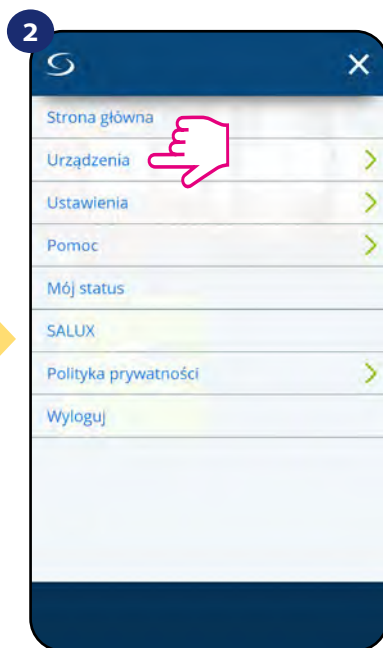 2
Strona główna
Urządzenia
Ustawienia
Pomoc
Mój status
SALUX
Polityka prywatności
Wyloguj